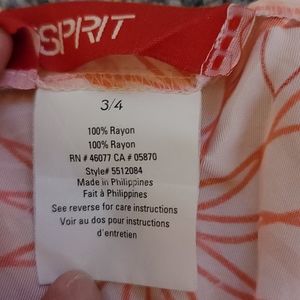 ESPRIT
3/4
100% Rayon
100% Rayon
RN # 46077 CA # 05870
Style# 5512084
Made in Philippines
Fait à Philippines
See reverse for care instructions
Voir au dos pour instructions
d'entretien